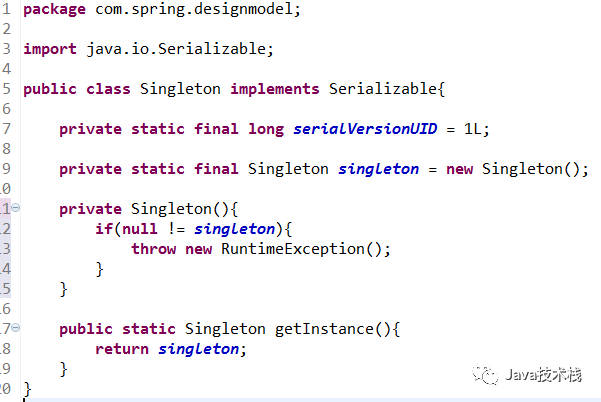 1 package com.spring.designmodel;
2
3 import java.io.Serializable;
4
5 public class Singleton implements Serializable{
6
7     private static final long serialVersionUID = 1L;
8
9     private static final Singleton singleton = new Singleton();
10
11     private Singleton(){
12         if(null != singleton){
13             throw new RuntimeException();
14         }
15     }
16
17     public static Singleton getInstance(){
18         return singleton;
19     }
20 }
Java技术栈